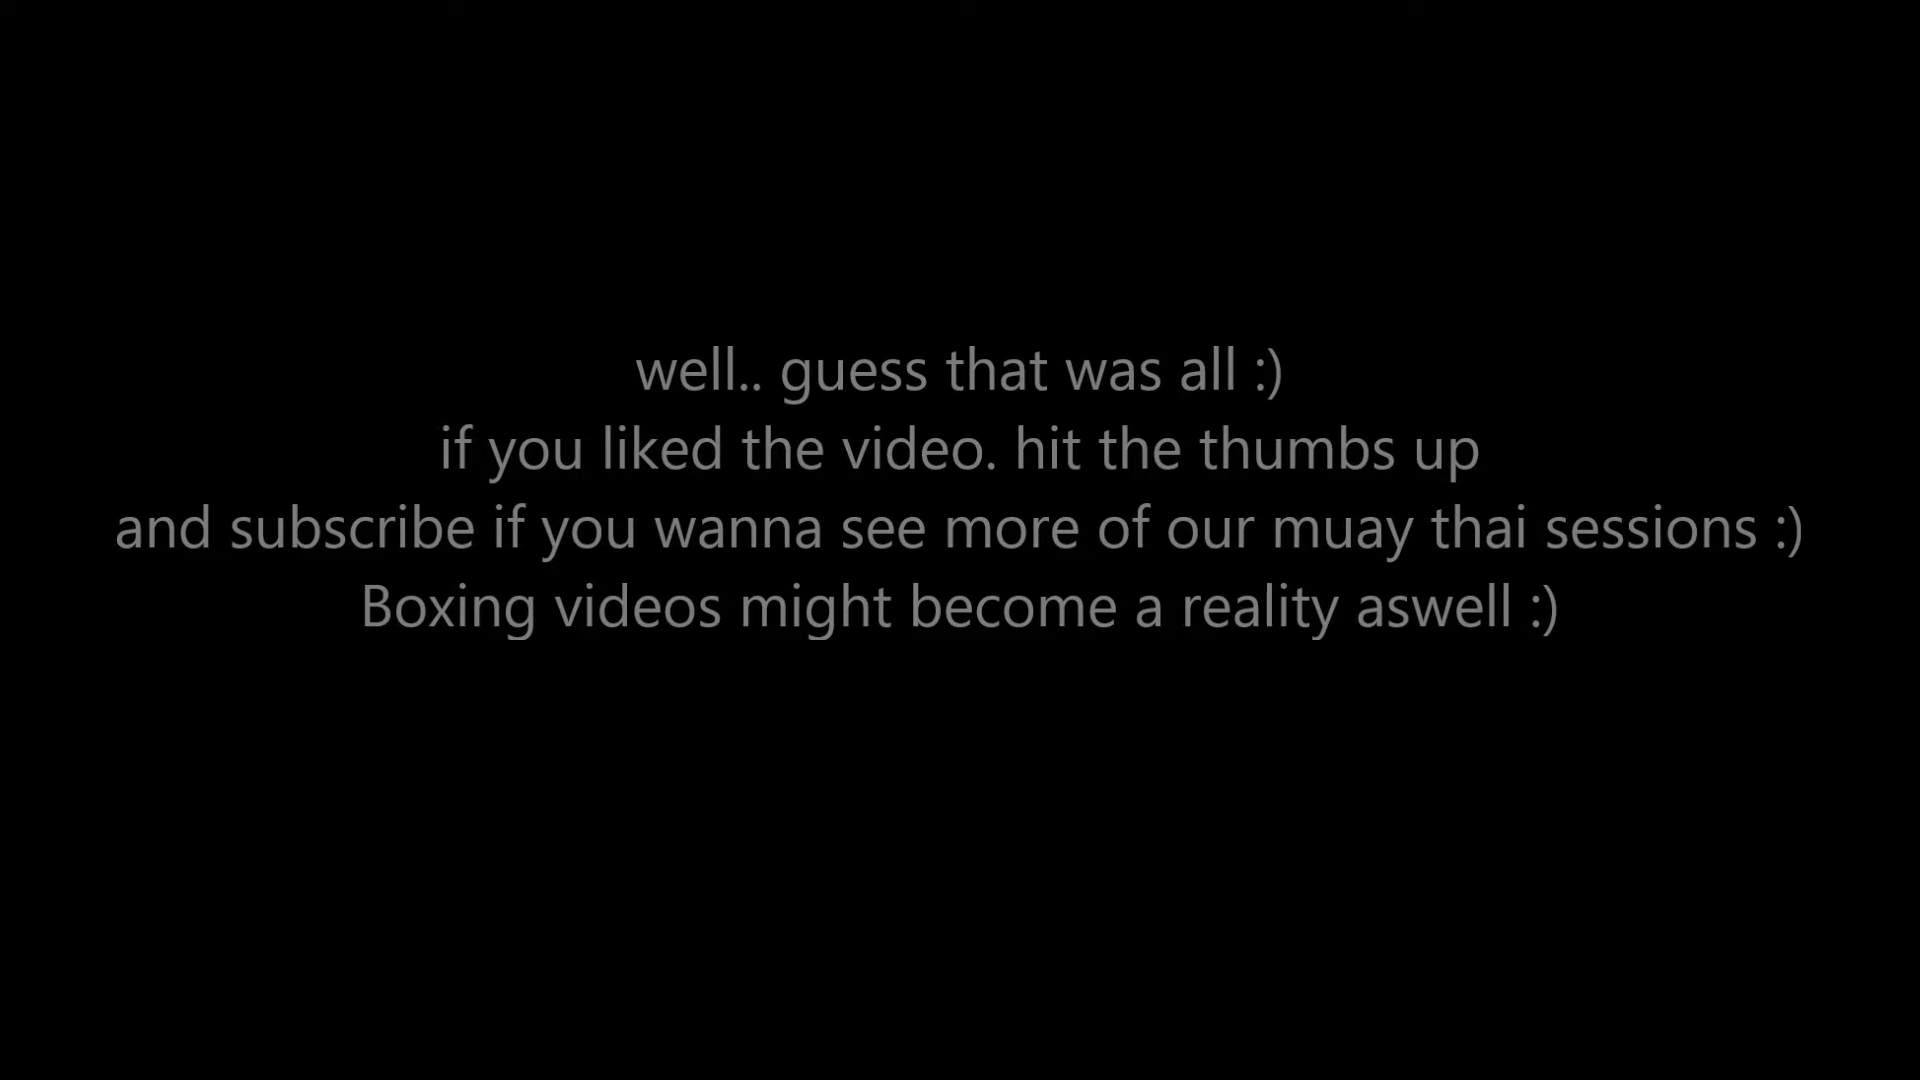 well.. guess that was all :)
if you liked the video. hit the thumbs up
and subscribe if you wanna see more of our muay thai sessions :)
Boxing videos might become a reality aswell :)